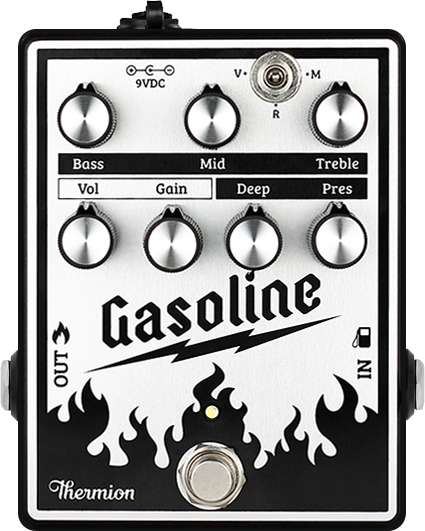 9VDC
V M
R
Bass Mid Treble
Vol Gain Deep Pres
Gasoline
OUT IN
Thermion